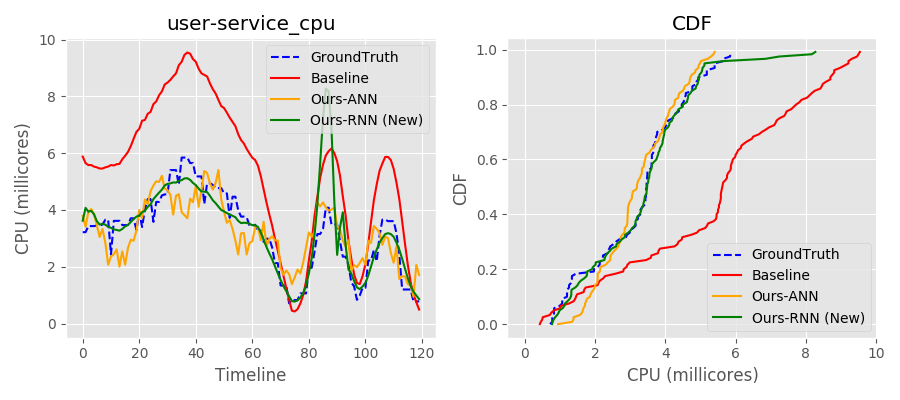 user-service_cpu
CPU (millicores)
10
8
6
4
2
0
0
20
40
60
80
100
120
Timeline
GroundTruth
Baseline
Ours-ANN
Ours-RNN (New)
CDF
CDF
1.0
0.8
0.6
0.4
0.2
0.0
0
2
4
6
8
10
CPU (millicores)
GroundTruth
Baseline
Ours-ANN
Ours-RNN (New)